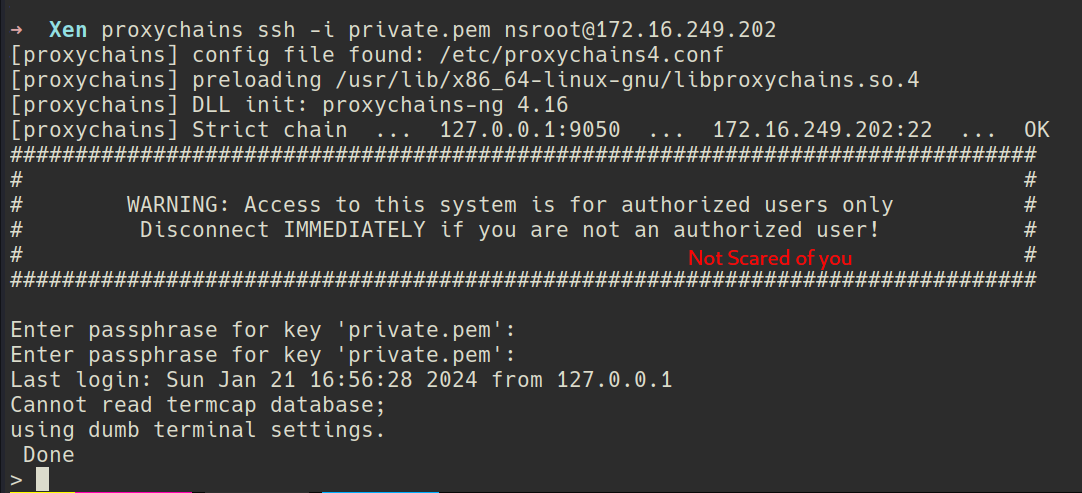 → Xen proxychains ssh -i private.pem nsroot@172.16.249.202
[proxychains] config file found: /etc/proxychains4.conf
[proxychains] preloading /usr/lib/x86_64-linux-gnu/libproxychains.so.4
[proxychains] DLL init: proxychains-ng 4.16
[proxychains] Strict chain  ...  127.0.0.1:9050  ...  172.16.249.202:22  ...  OK
###############################################################################
#                                                                             #
#        WARNING: Access to this system is for authorized users only          #
#         Disconnect IMMEDIATELY if you are not an authorized user!           #
#                                                    Not Scared of you        #
###############################################################################
Enter passphrase for key 'private.pem':
Enter passphrase for key 'private.pem':
Last login: Sun Jan 21 16:56:28 2024 from 127.0.0.1
Cannot read termcap database;
using dumb terminal settings.
 Done
>